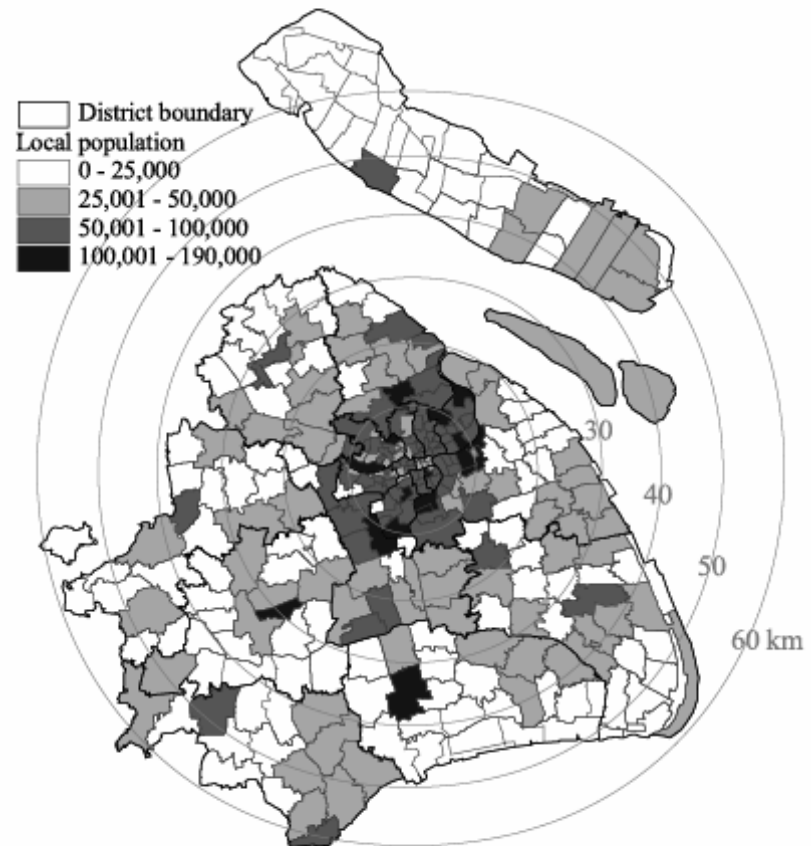 District boundary
Local population
0 - 25,000
25,001 - 50,000
50,001 - 100,000
100,001 - 190,000
30
40
50
60 km